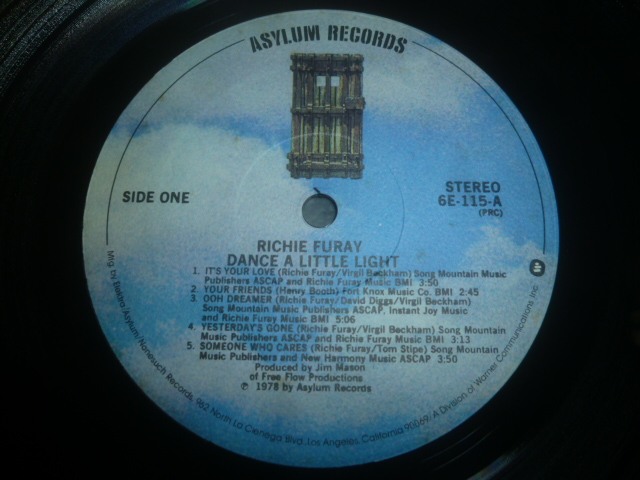 ASYLUM RECORDS
SIDE ONE
STEREO
6E-115-A
(PRC)
RICHIE FURAY
DANCE A LITTLE LIGHT
1. IT'S YOUR LOVE (Richie Furay/Virgil Beckham) Song Mountain Music
Publishers ASCAP and Richie Furay Music BMI 3:50
2. YOUR FRIENDS (Henry Booth) Fort Knox Music Co. BMI 2:45
3. OOH DREAMER (Richie Furay/David Diggs/Virgil Beckham)
Song Mountain Music Publishers ASCAP, Instant Joy Music
and Richie Furay Music BMI 5:06
4. YESTERDAY'S GONE (Richie Furay/Virgil Beckham) Song Mountain
Music Publishers ASCAP and Richie Furay Music BMI 3:13
5. SOMEONE WHO CARES (Richie Furay/Tom Stipe) Song Mountain
Music Publishers and New Harmony Music ASCAP 3:50
Produced by Jim Mason
of Free Flow Productions
℗ 1978 by Asylum Records
Mfg. by Elektra/Asylum/Nonesuch Records, 962 North La Cienega Blvd., Los Angeles, California 90069. A Division of Warner Communications Inc.